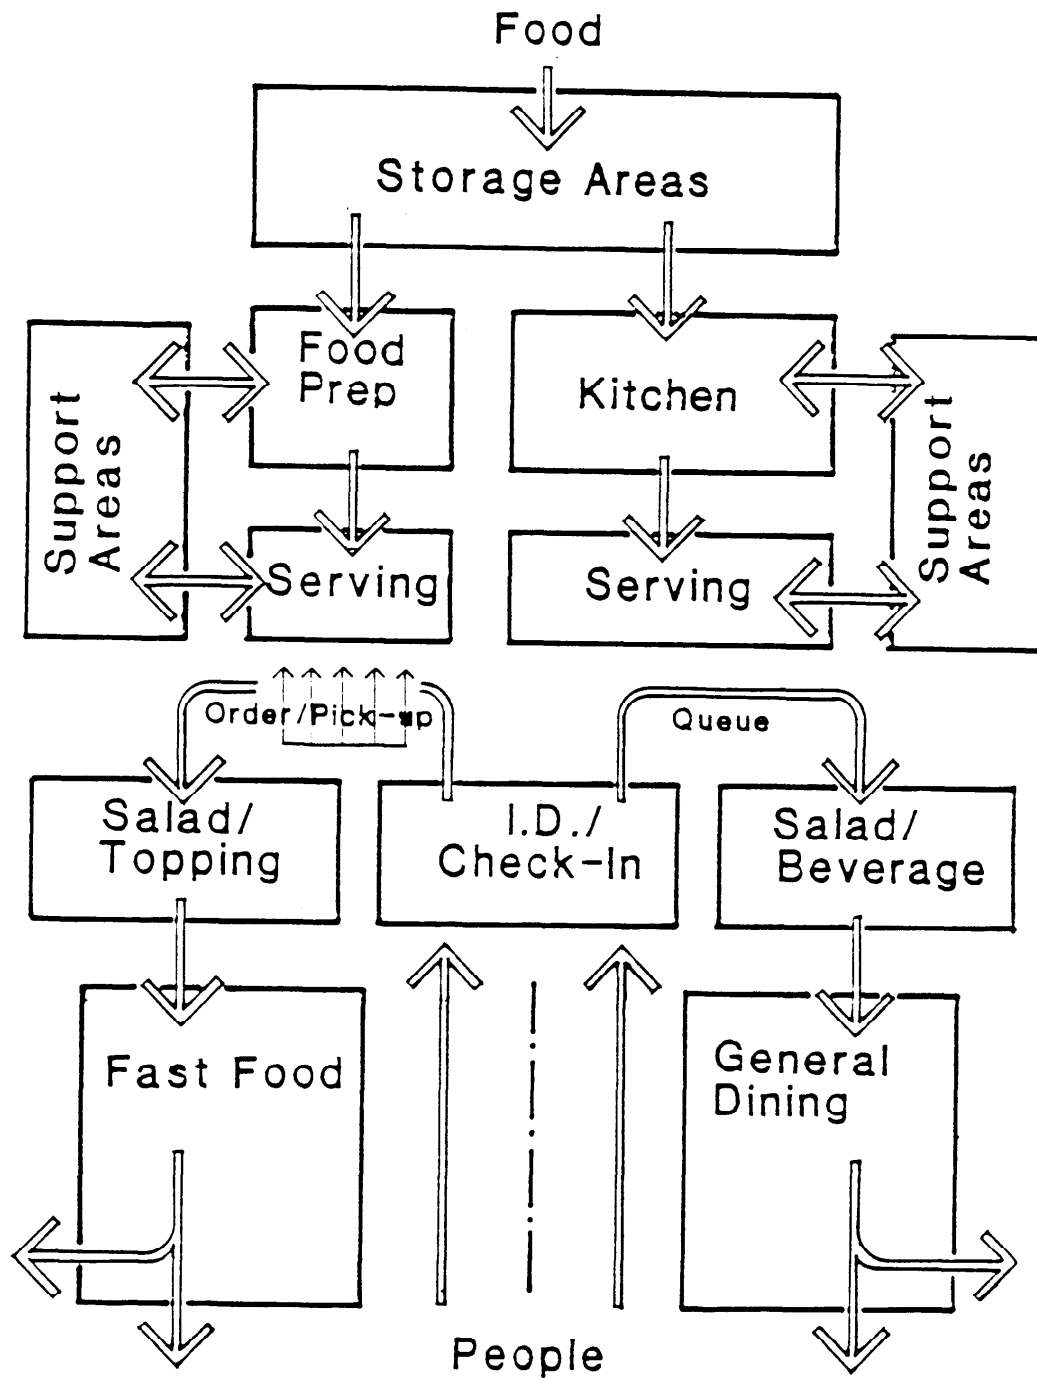 Food
Storage Areas
Food
Prep
Kitchen
Support
Areas
Support
Areas
Serving
Serving
Order/Pick-up
Queue
Salad/
Topping
I.D./
Check-In
Salad/
Beverage
Fast Food
General
Dining
People